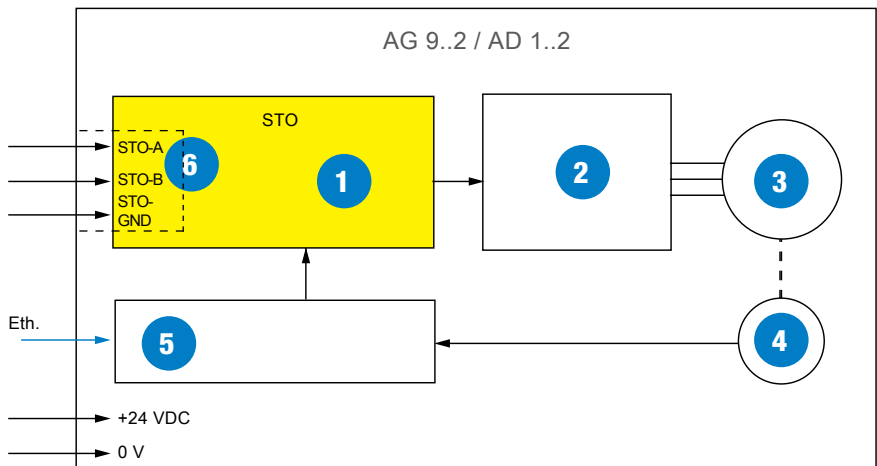 AG 9..2 / AD 1..2
STO
STO-A
6
1
2
3
STO-B
STO-
GND
Eth.
5
4
+24 VDC
0 V